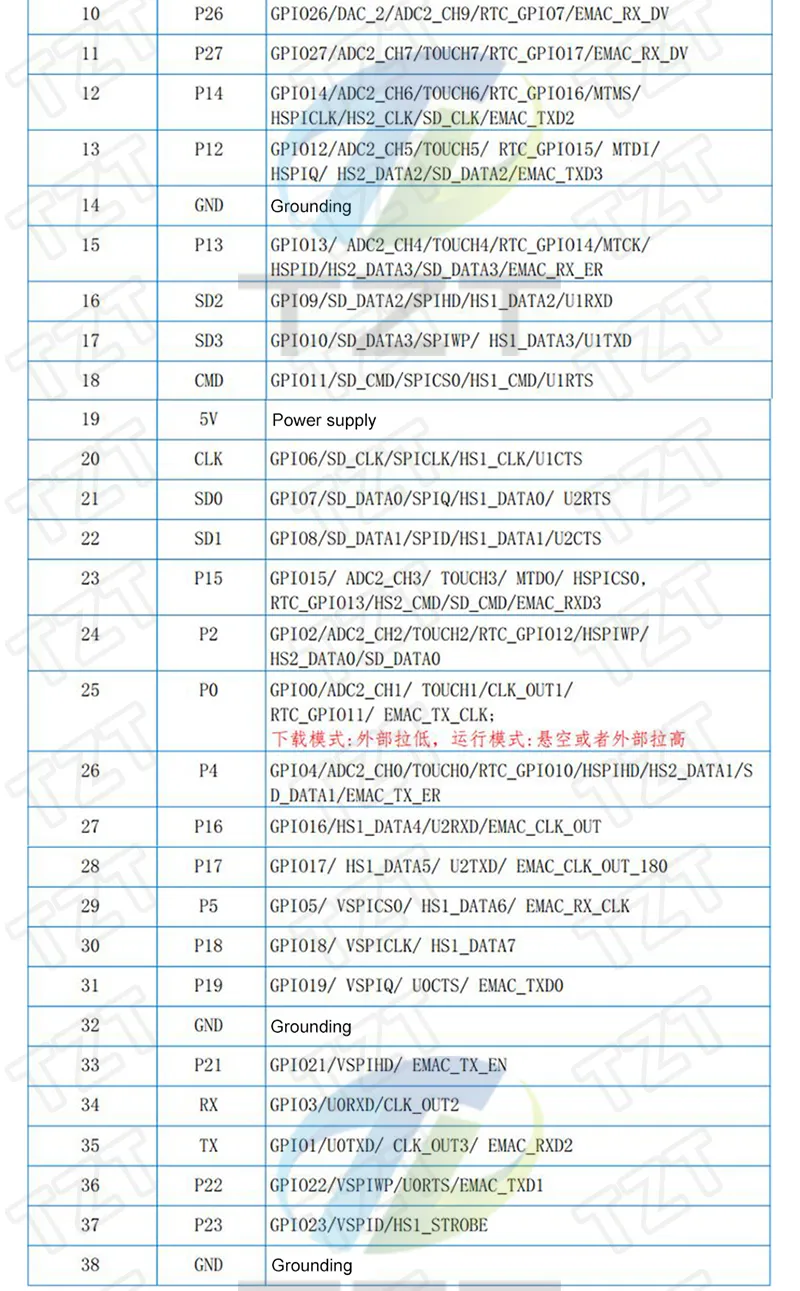 10 P26 GPIO26/DAC_2/ADC2_CH9/RTC_GPIO7/EMAC_RX_DV
11 P27 GPIO27/ADC2_CH7/TOUCH7/RTC_GPIO17/EMAC_RX_DV
12 P14 GPIO14/ADC2_CH6/TOUCH6/RTC_GPIO16/MTMS/
HSPICLK/HS2_CLK/SD_CLK/EMAC_TXD2
13 P12 GPIO12/ADC2_CH5/TOUCH5/ RTC_GPIO15/ MTDI/
HSPIQ/ HS2_DATA2/SD_DATA2/EMAC_TXD3
14 GND Grounding
15 P13 GPIO13/ ADC2_CH4/TOUCH4/RTC_GPIO14/MTCK/
HSPID/HS2_DATA3/SD_DATA3/EMAC_RX_ER
16 SD2 GPIO9/SD_DATA2/SPIHD/HS1_DATA2/U1RXD
17 SD3 GPIO10/SD_DATA3/SPIWP/ HS1_DATA3/U1TXD
18 CMD GPIO11/SD_CMD/SPICS0/HS1_CMD/U1RTS
19 5V Power supply
20 CLK GPIO6/SD_CLK/SPICLK/HS1_CLK/U1CTS
21 SD0 GPIO7/SD_DATA0/SPIQ/HS1_DATA0/ U2RTS
22 SD1 GPIO8/SD_DATA1/SPID/HS1_DATA1/U2CTS
23 P15 GPIO15/ ADC2_CH3/ TOUCH3/ MTDO/ HSPICS0,
RTC_GPIO13/HS2_CMD/SD_CMD/EMAC_RXD3
24 P2 GPIO2/ADC2_CH2/TOUCH2/RTC_GPIO12/HSPIWP/
HS2_DATA0/SD_DATA0
25 P0 GPIO0/ADC2_CH1/ TOUCH1/CLK_OUT1/
RTC_GPIO11/ EMAC_TX_CLK;
下载模式:外部拉低, 运行模式:悬空或者外部拉高
26 P4 GPIO4/ADC2_CH0/TOUCH0/RTC_GPIO10/HSPIHD/HS2_DATA1/S
D_DATA1/EMAC_TX_ER
27 P16 GPIO16/HS1_DATA4/U2RXD/EMAC_CLK_OUT
28 P17 GPIO17/ HS1_DATA5/ U2TXD/ EMAC_CLK_OUT_180
29 P5 GPIO5/ VSPICS0/ HS1_DATA6/ EMAC_RX_CLK
30 P18 GPIO18/ VSPICLK/ HS1_DATA7
31 P19 GPIO19/ VSPIQ/ U0CTS/ EMAC_TXD0
32 GND Grounding
33 P21 GPIO21/VSPIHD/ EMAC_TX_EN
34 RX GPIO3/U0RXD/CLK_OUT2
35 TX GPIO1/U0TXD/ CLK_OUT3/ EMAC_RXD2
36 P22 GPIO22/VSPIWP/U0RTS/EMAC_TXD1
37 P23 GPIO23/VSPID/HS1_STROBE
38 GND Grounding
TZT